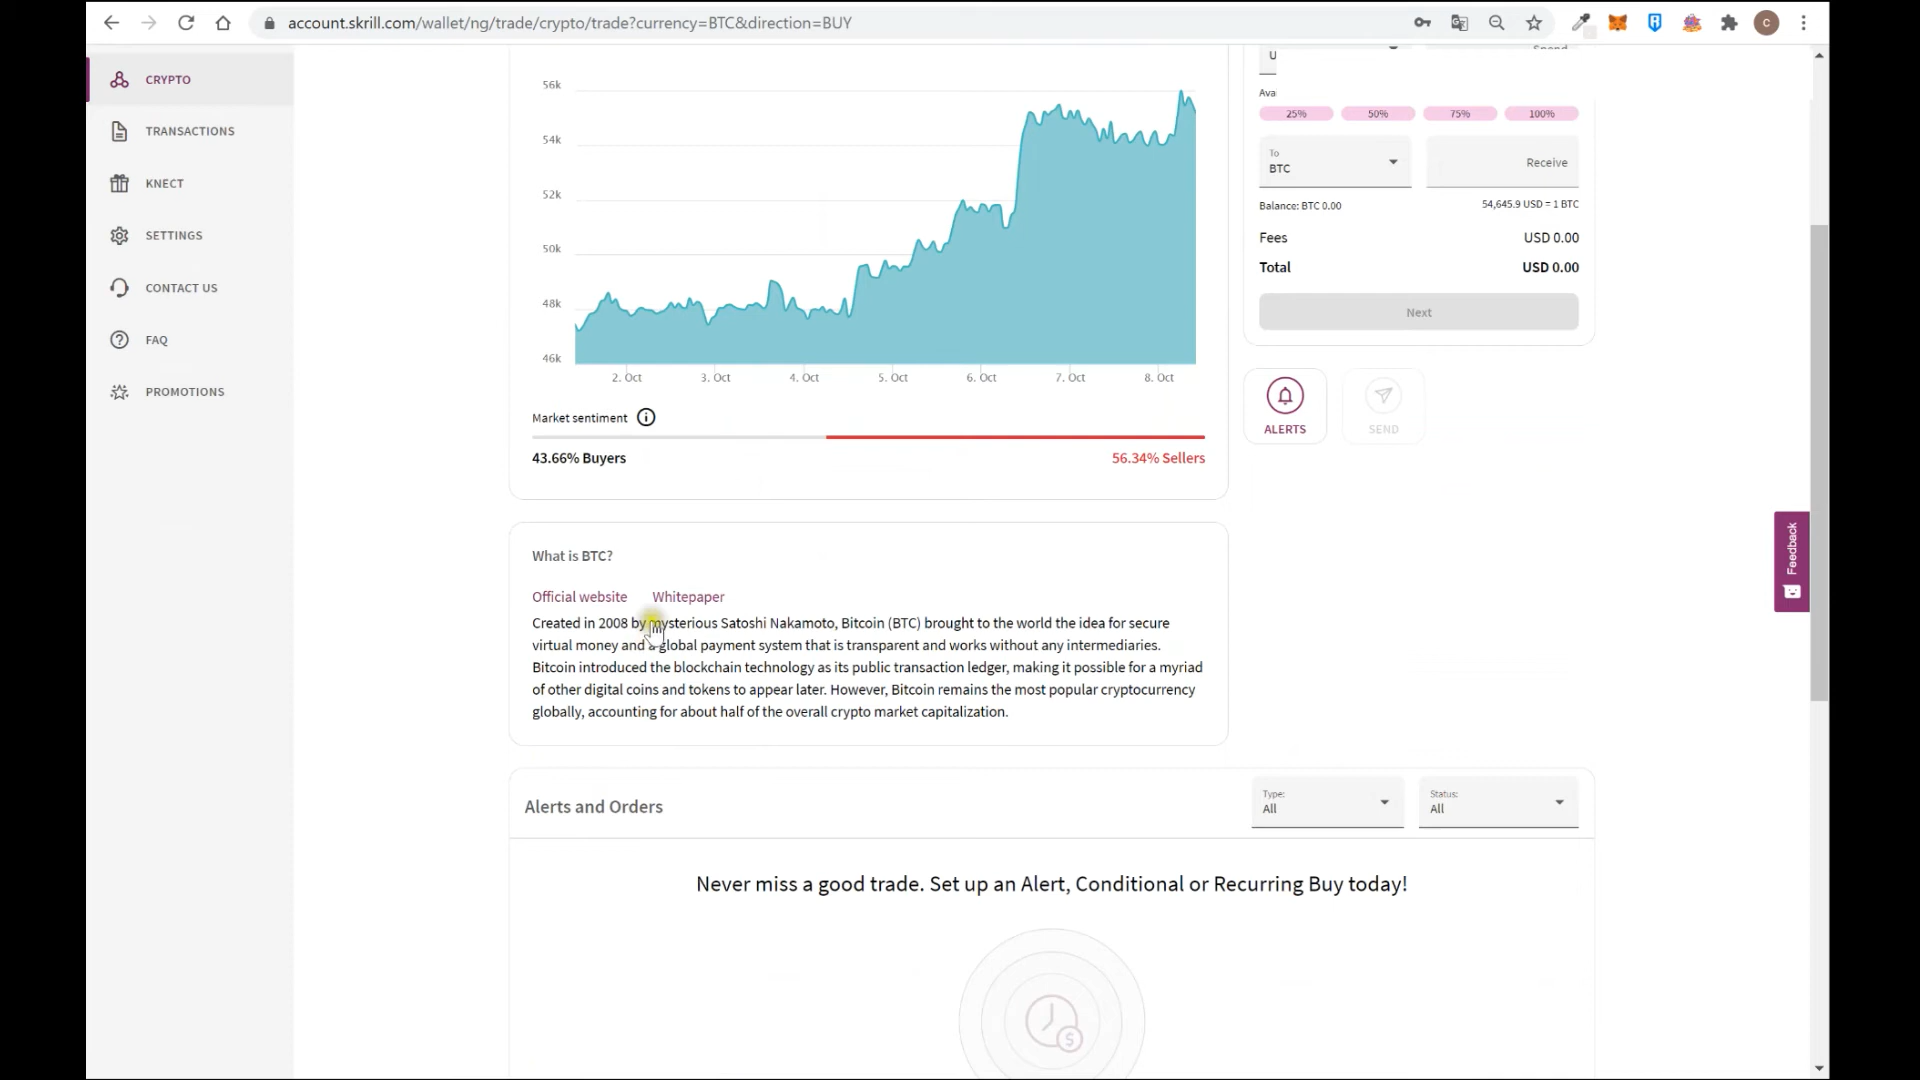 account.skrill.com/wallet/ng/trade/crypto/trade?currency=BTC&direction=BUY
C
CRYPTO
TRANSACTIONS
KNECT
SETTINGS
CONTACT US
FAQ
PROMOTIONS
56k
54k
52k
50k
48k
46k
2. Oct 3. Oct 4. Oct 5. Oct 6. Oct 7. Oct 8. Oct
Market sentiment
43.66% Buyers 56.34% Sellers
What is BTC?
Official website Whitepaper
Created in 2008 by mysterious Satoshi Nakamoto, Bitcoin (BTC) brought to the world the idea for secure
virtual money and a global payment system that is transparent and works without any intermediaries.
Bitcoin introduced the blockchain technology as its public transaction ledger, making it possible for a myriad
of other digital coins and tokens to appear later. However, Bitcoin remains the most popular cryptocurrency
globally, accounting for about half of the overall crypto market capitalization.
U
Ava
25% 50% 75% 100%
To
BTC
Receive
Balance: BTC 0.00 54,645.9 USD = 1 BTC
Fees USD 0.00
Total USD 0.00
Next
ALERTS SEND
Feedback
Alerts and Orders
Type:
All
Status:
All
Never miss a good trade. Set up an Alert, Conditional or Recurring Buy today!
$